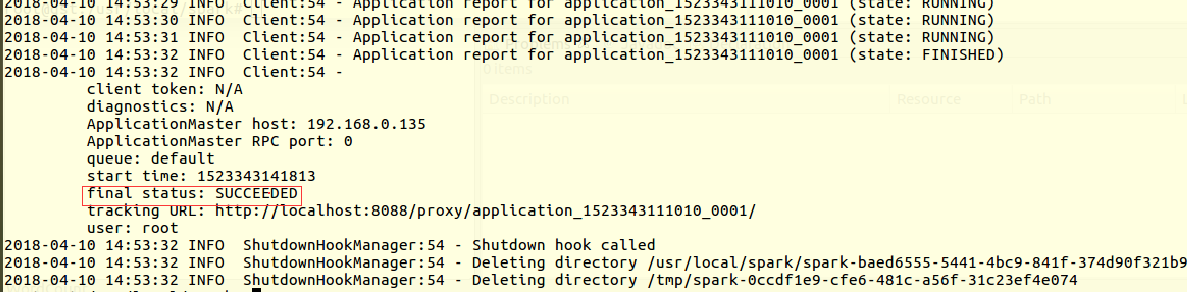 2018-04-10 14:53:29 INFO Client:54 - Application report for application_1523343111010_0001 (state: RUNNING)
2018-04-10 14:53:30 INFO Client:54 - Application report for application_1523343111010_0001 (state: RUNNING)
2018-04-10 14:53:31 INFO Client:54 - Application report for application_1523343111010_0001 (state: RUNNING)
2018-04-10 14:53:32 INFO Client:54 - Application report for application_1523343111010_0001 (state: FINISHED)
0 items
2018-04-10 14:53:32 INFO Client:54 -
client token: N/A
Description Resource Path
diagnostics: N/A
ApplicationMaster host: 192.168.0.135
ApplicationMaster RPC port: 0
queue: default
start time: 1523343141813
final status: SUCCEEDED
tracking URL: http://localhost:8088/proxy/application_1523343111010_0001/
user: root
2018-04-10 14:53:32 INFO ShutdownHookManager:54 - Shutdown hook called
2018-04-10 14:53:32 INFO ShutdownHookManager:54 - Deleting directory /usr/local/spark/spark-baed6555-5441-4bc9-841f-374d90f321b9
2018-04-10 14:53:32 INFO ShutdownHookManager:54 - Deleting directory /tmp/spark-0ccdf1e9-cfe6-481c-a56f-31c23ef4e074